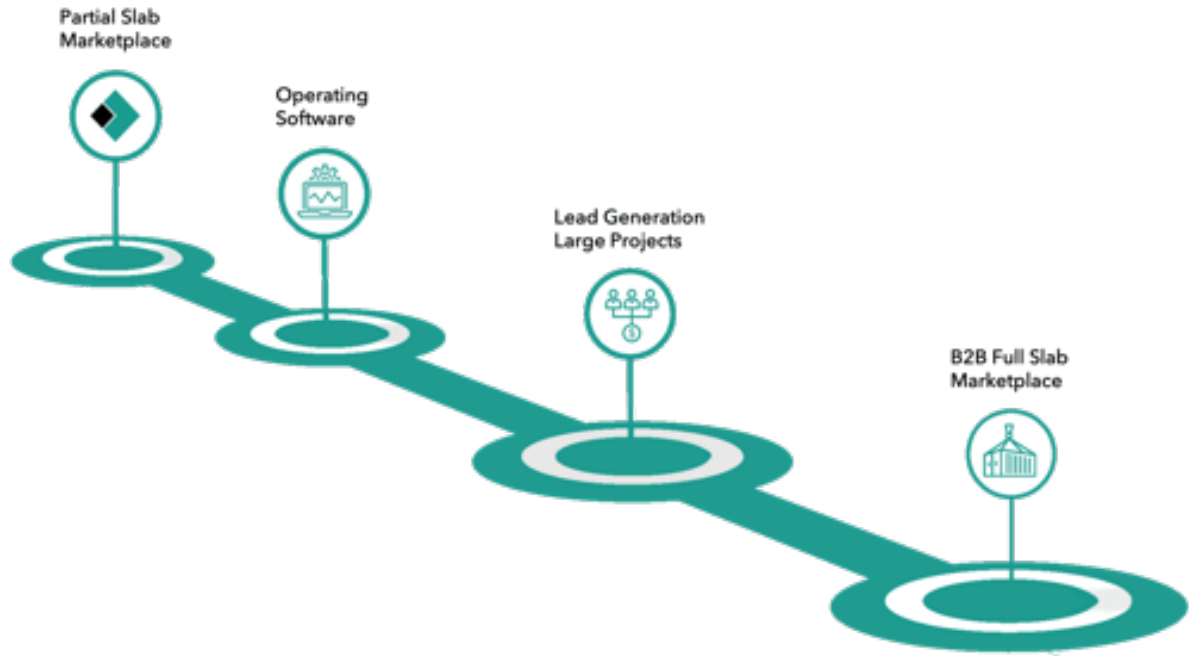 Partial Slab
Marketplace
Operating
Software
Lead Generation
Large Projects
$
B2B Full Slab
Marketplace